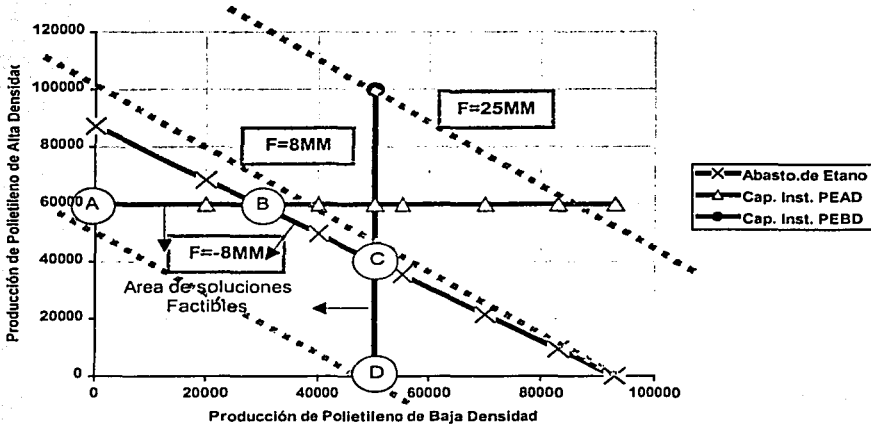 120000
100000
80000
60000
40000
20000
0
Producción de Polietileno de Alta Densidad
F=25MM
F=8MM
A
B
F=-8MM
C
Area de soluciones
Factibles
D
0
20000
40000
60000
80000
100000
Producción de Polietileno de Baja Densidad
Abasto.de Etano
Cap. Inst. PEAD
Cap. Inst. PEBD